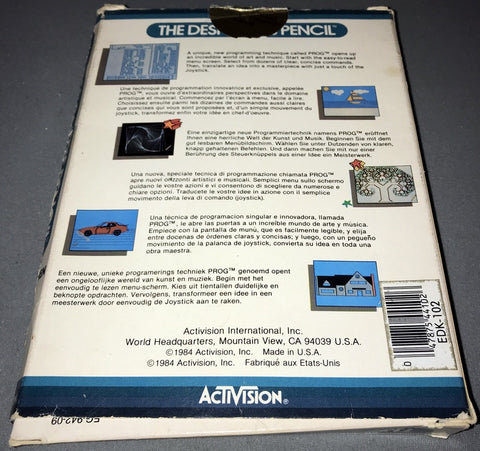 THE DESI PENCIL™
A unique, new programming technique called PROG™ opens up
an incredible world of art and music. Start with the easy-to-read
menu screen. Select from dozens of clear, concise commands.
Then, translate an idea into a masterpiece with just a touch of the
Joystick.
Une technique de programmation innovatrice et exclusive, appelée
PROG™, vous ouvre d'extraordinaires perspectives dans le domaine
artistique et musical. Commencez par l'écran à menu, facile à lire.
Choisissez ensuite parmi les dizaines de commandes aussi claires
que concises qui vous sont proposées et, d'un simple mouvement du
joystick, transformez enfin votre idée en chef-d'oeuvre.
Eine einzigartige neue Programmiertechnik namens PROG™ eröffnet
Ihnen eine herrliche Welt der Kunst und Musik. Beginnen Sie mit dem
gut lesbaren Menübildschirm. Wählen Sie unter Dutzenden von klaren,
knapp gehaltenen Befehlen. Und dann machen Sie mit nur einer
Berührung des Steuerknüppels aus einer Idee ein Meisterwerk.
Una nuova, speciale tecnica di programmazione chiamata PROG™
apre nuovi orizzonti artistici e musicali. Semplici menu sullo schermo
guidano le vostre azioni e vi consentono di scegliere da numerose e
chiare opzioni. Traducete le vostre idee in azioni con il semplice
movimento della leva di comando (joystick).
Una técnica de programacion singular e innovadora, llamada
PROG™, le abre las puertas a un increible mundo de arte y música.
Empiece con la pantalla de menú, que es facilmente legible, y elija
entre docenas de órdenes claras y concisas; y luego, con un pequeño
movimiento de la palanca de joystick, convierta su idea en toda una
obra maestra.
Een nieuwe, unieke programerings techniek PROG™ genoemd opent
een ongelooflijke wereld van kunst en muziek. Begin met het
eenvoudig te lezen menu-scherm. Kies uit tientallen duidelijke en
beknopte opdrachten. Vervolgens, transformeer een idee in een
meesterwerk door eenvoudig de Joystick aan te raken.
Activision International, Inc.
World Headquarters, Mountain View, CA 94039 U.S.A.
©1984 Activision, Inc. Made in U.S.A.
©1984 Activision, Inc. Fabriqué aux Etats-Unis
ACTIVISION®
0 47875 44102
EDK-102
EG-942-09